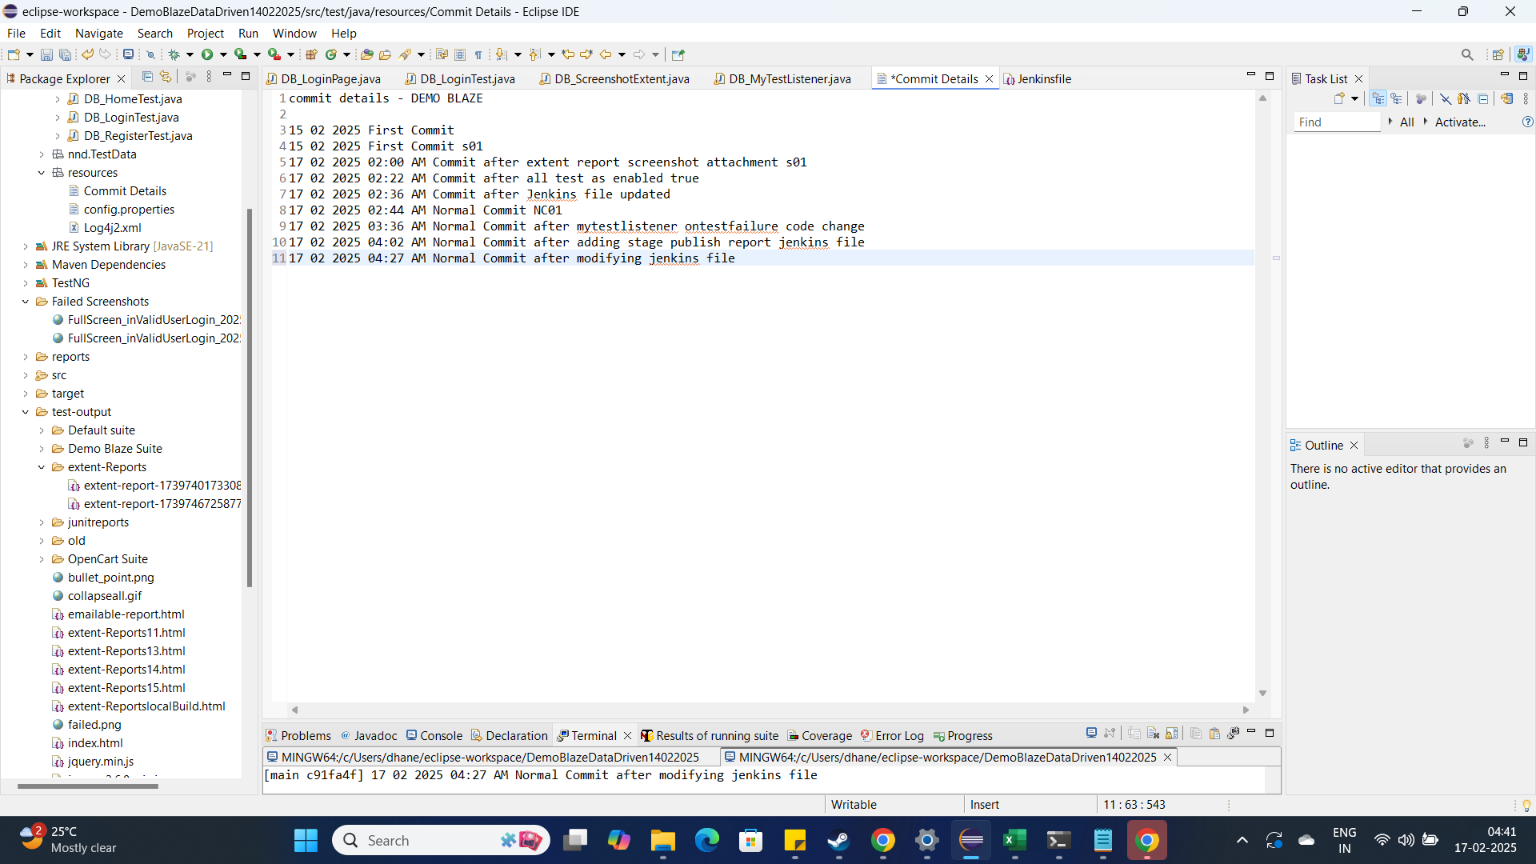 eclipse-workspace - DemoBlazeDataDriven14022025/src/test/java/resources/Commit Details - Eclipse IDE
File Edit Navigate Search Project Run Window Help
Package Explorer
DB_HomeTest.java
DB_LoginTest.java
DB_RegisterTest.java
nnd.TestData
resources
Commit Details
config.properties
Log4j2.xml
JRE System Library [JavaSE-21]
Maven Dependencies
TestNG
Failed Screenshots
FullScreen_inValidUserLogin_202
FullScreen_inValidUserLogin_202
reports
src
target
test-output
Default suite
Demo Blaze Suite
extent-Reports
extent-report-1739740173308
extent-report-1739746725877
junitreports
old
OpenCart Suite
bullet_point.png
collapseall.gif
emailable-report.html
extent-Reports11.html
extent-Reports13.html
extent-Reports14.html
extent-Reports15.html
extent-ReportslocalBuild.html
failed.png
index.html
jquery.min.js
DB_LoginPage.java DB_LoginTest.java DB_ScreenshotExtent.java DB_MyTestListener.java *Commit Details Jenkinsfile
1 commit details - DEMO BLAZE
2
3 15 02 2025 First Commit
4 15 02 2025 First Commit s01
5 17 02 2025 02:00 AM Commit after extent report screenshot attachment s01
6 17 02 2025 02:22 AM Commit after all test as enabled true
7 17 02 2025 02:36 AM Commit after Jenkins file updated
8 17 02 2025 02:44 AM Normal Commit NC01
9 17 02 2025 03:36 AM Normal Commit after mytestlistener ontestfailure code change
10 17 02 2025 04:02 AM Normal Commit after adding stage publish report jenkins file
11 17 02 2025 04:27 AM Normal Commit after modifying jenkins file
Task List
Find All Activate...
Outline
There is no active editor that provides an
outline.
Problems Javadoc Console Declaration Terminal Results of running suite Coverage Error Log Progress
MINGW64:/c/Users/dhane/eclipse-workspace/DemoBlazeDataDriven14022025 MINGW64:/c/Users/dhane/eclipse-workspace/DemoBlazeDataDriven14022025
[main c91fa4f] 17 02 2025 04:27 AM Normal Commit after modifying jenkins file
Writable Insert 11 : 63 : 543
2
25°C
Mostly clear
Search
ENG
IN
04:41
17-02-2025